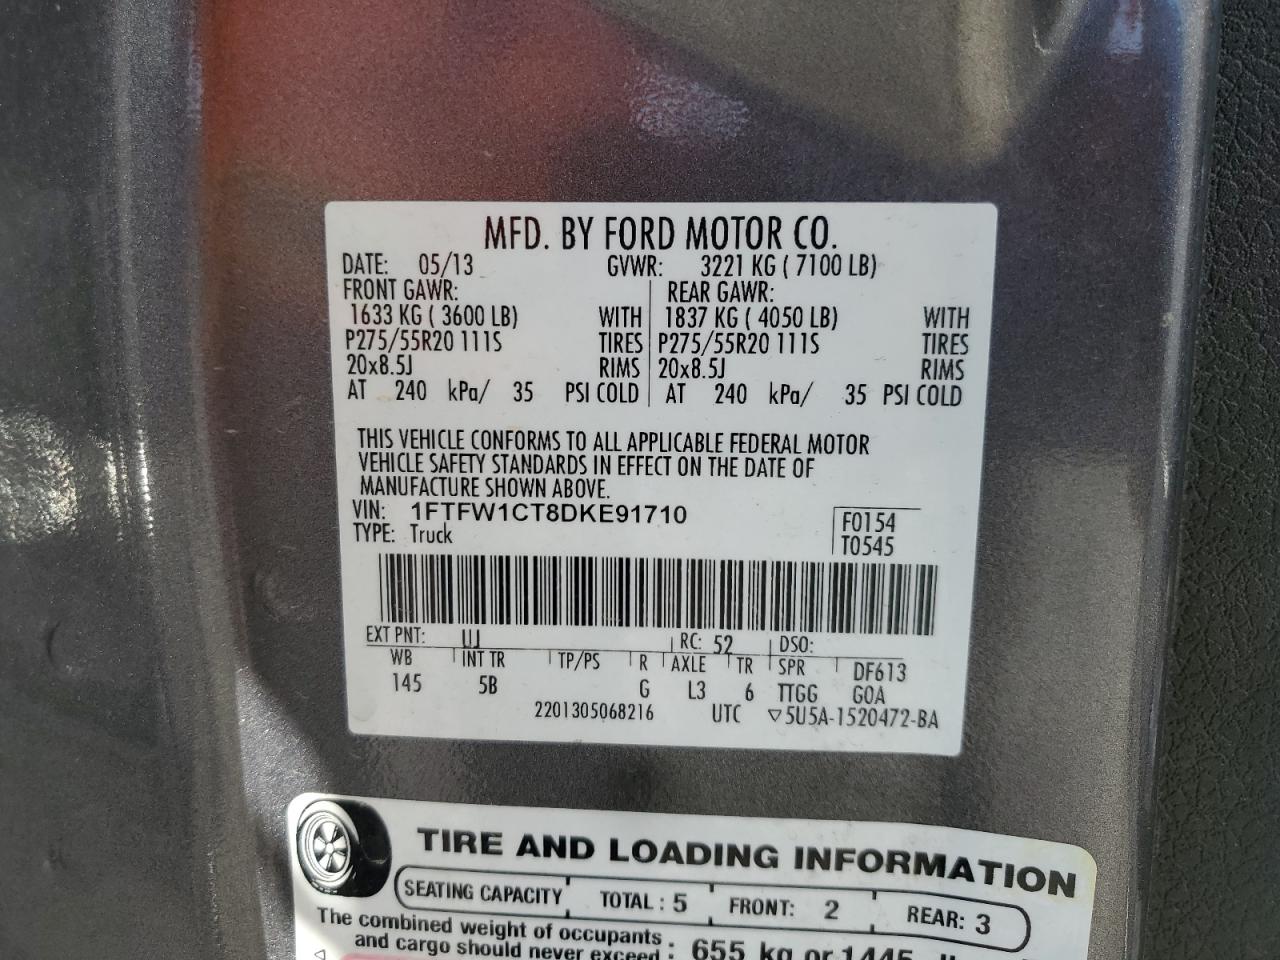 MFD. BY FORD MOTOR CO.
DATE: 05/13 GVWR: 3221 KG ( 7100 LB)
FRONT GAWR: REAR GAWR:
1633 KG ( 3600 LB) WITH 1837 KG ( 4050 LB) WITH
P275/55R20 111S TIRES P275/55R20 111S TIRES
20x8.5J RIMS 20x8.5J RIMS
AT 240 kPa/ 35 PSI COLD AT 240 kPa/ 35 PSI COLD
THIS VEHICLE CONFORMS TO ALL APPLICABLE FEDERAL MOTOR
VEHICLE SAFETY STANDARDS IN EFFECT ON THE DATE OF
MANUFACTURE SHOWN ABOVE.
VIN: 1FTFW1CT8DKE91710
TYPE: Truck
F0154
T0545
EXT PNT: UJ RC: 52 DSO:
WB INT TR TP/PS R AXLE TR SPR DF613
145 5B G L3 6 TTGG GOA
2201305068216 UTC ▽5U5A-1520472-BA
TIRE AND LOADING INFORMATION
SEATING CAPACITY TOTAL : 5 FRONT: 2 REAR: 3
The combined weight of occupants
and cargo should never exceed : 655 kg or 1445